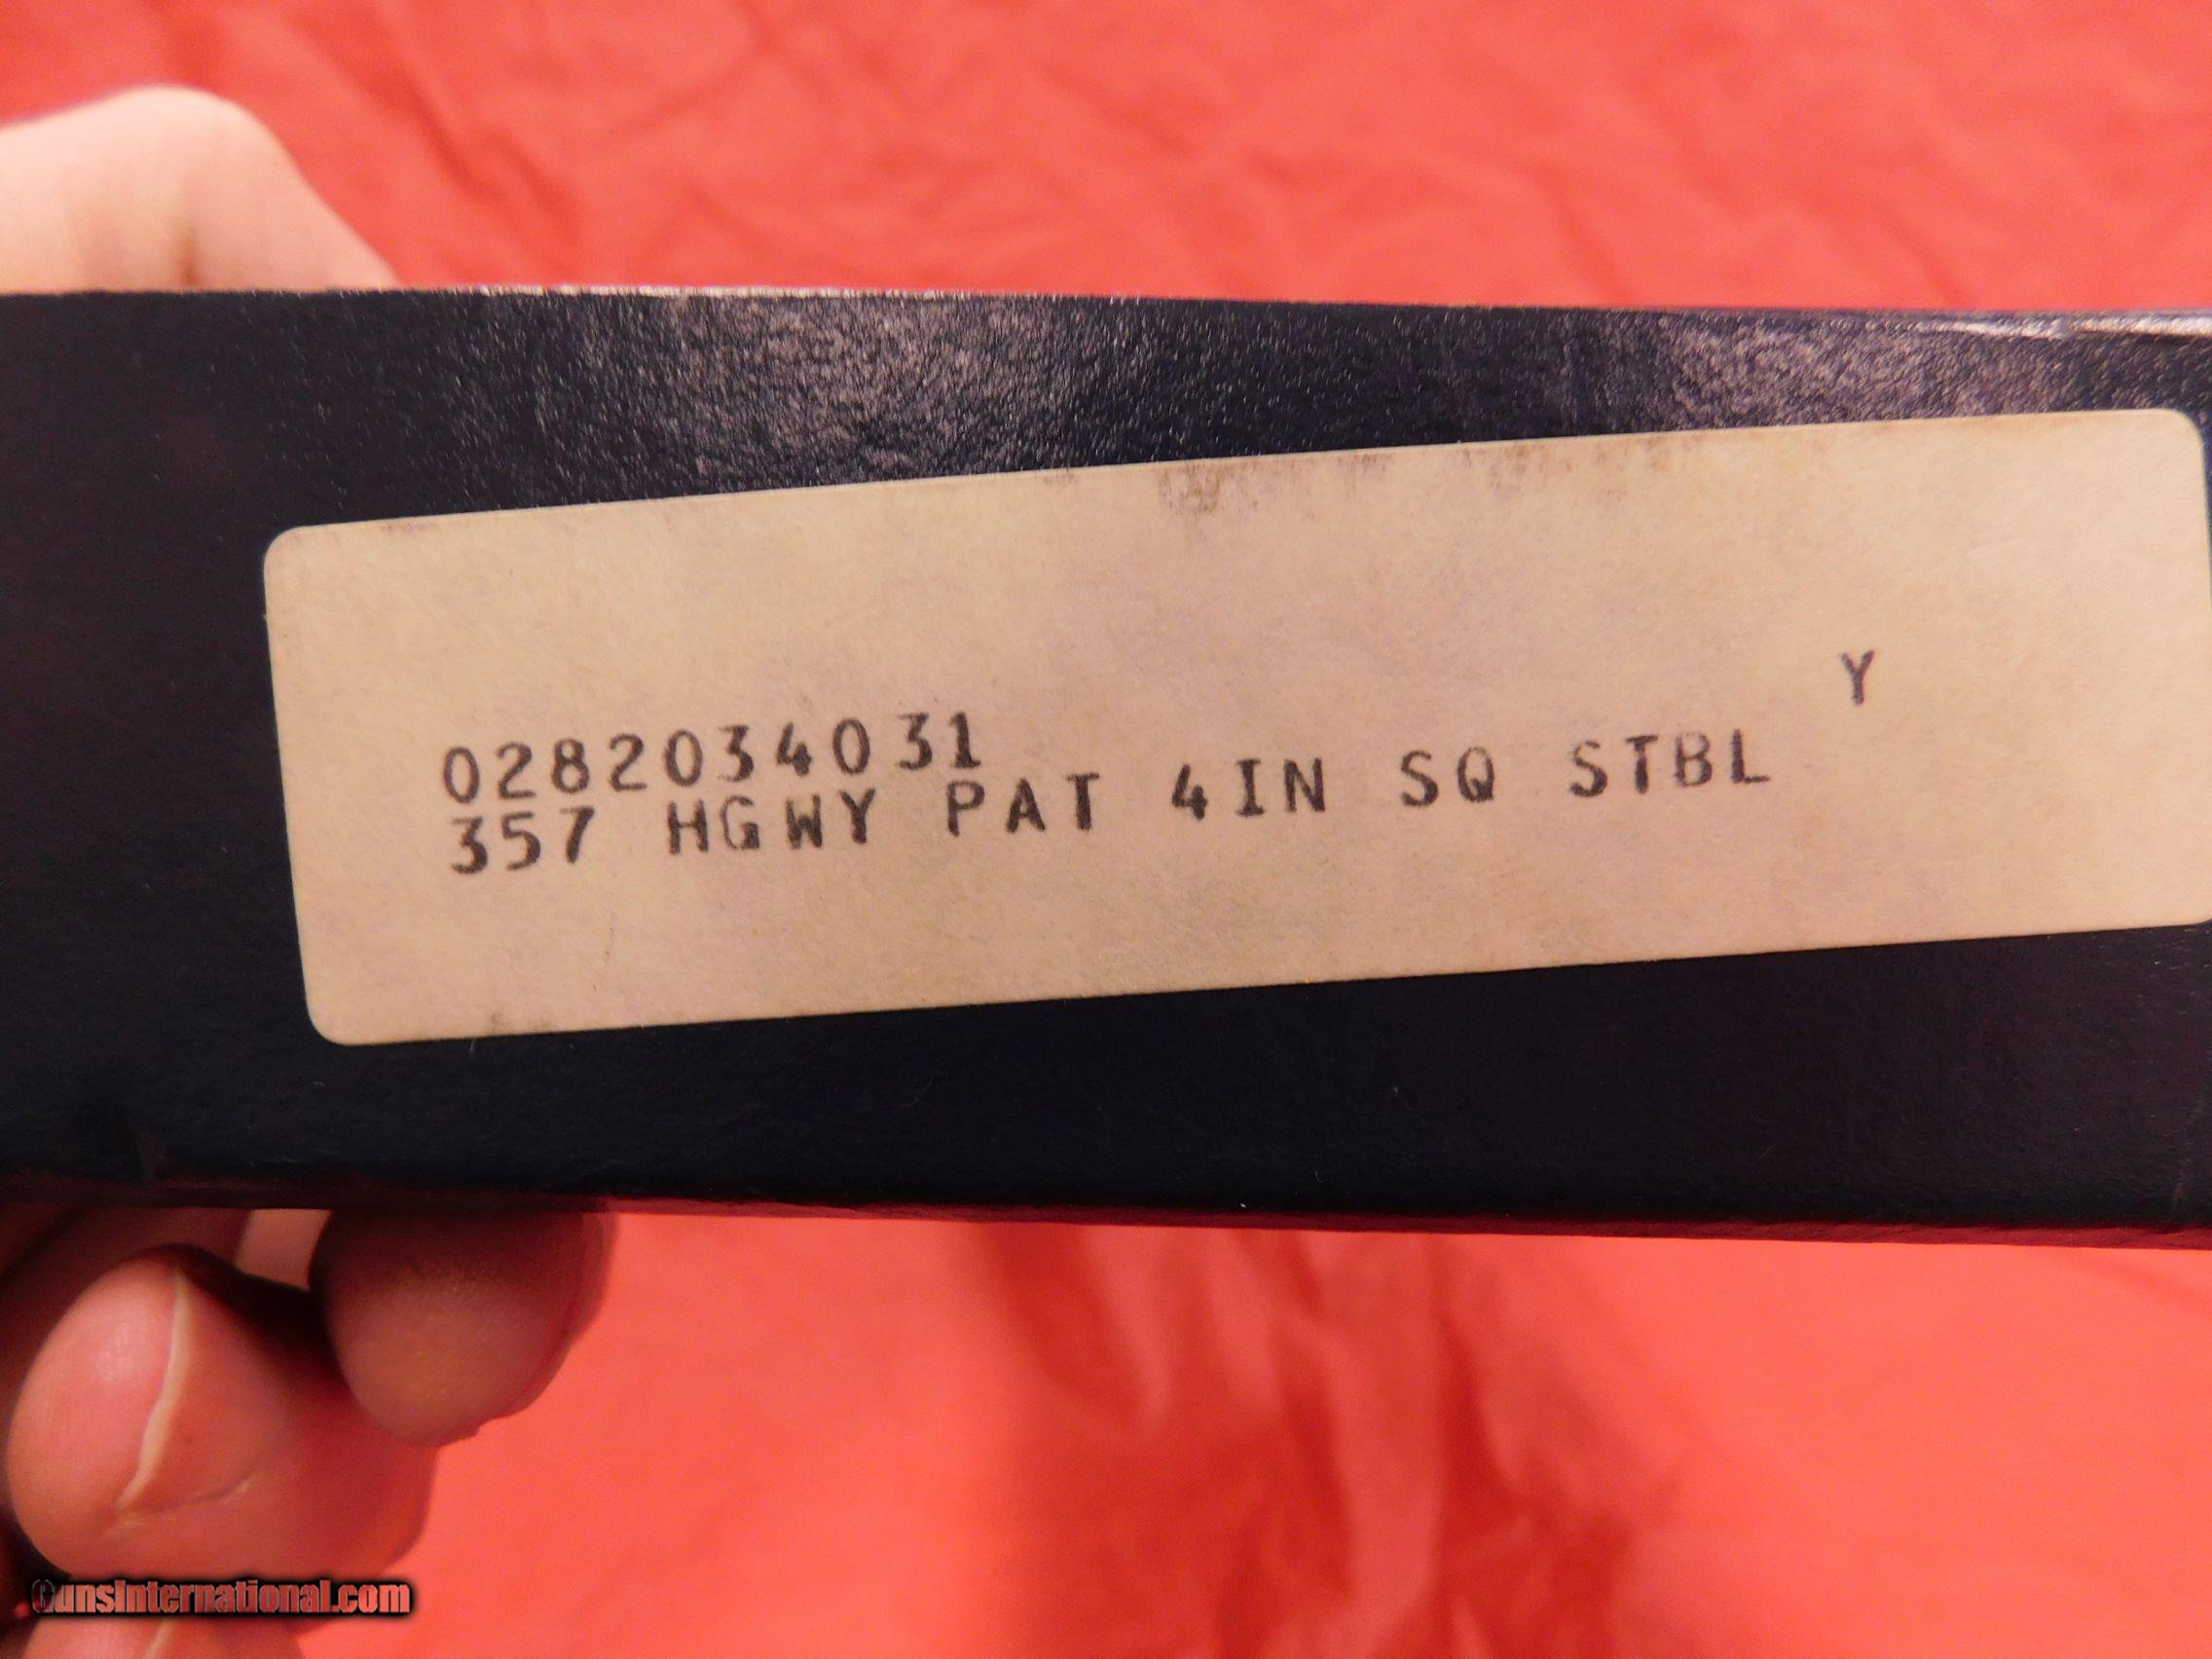 Y
0282034031
357 HGWY PAT 4IN SQ STBL
GunsInternational.com